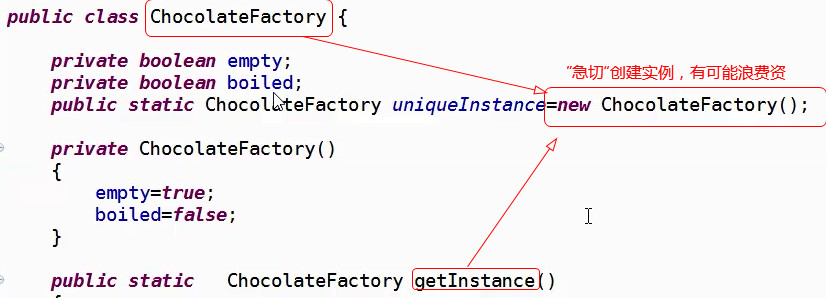 public class ChocolateFactory {
private boolean empty;
private boolean boiled;
"急切"创建实例，有可能浪费资
public static ChocolateFactory uniqueInstance=new ChocolateFactory();
private ChocolateFactory()
{
empty=true;
boiled=false;
}
public static ChocolateFactory getInstance()
{